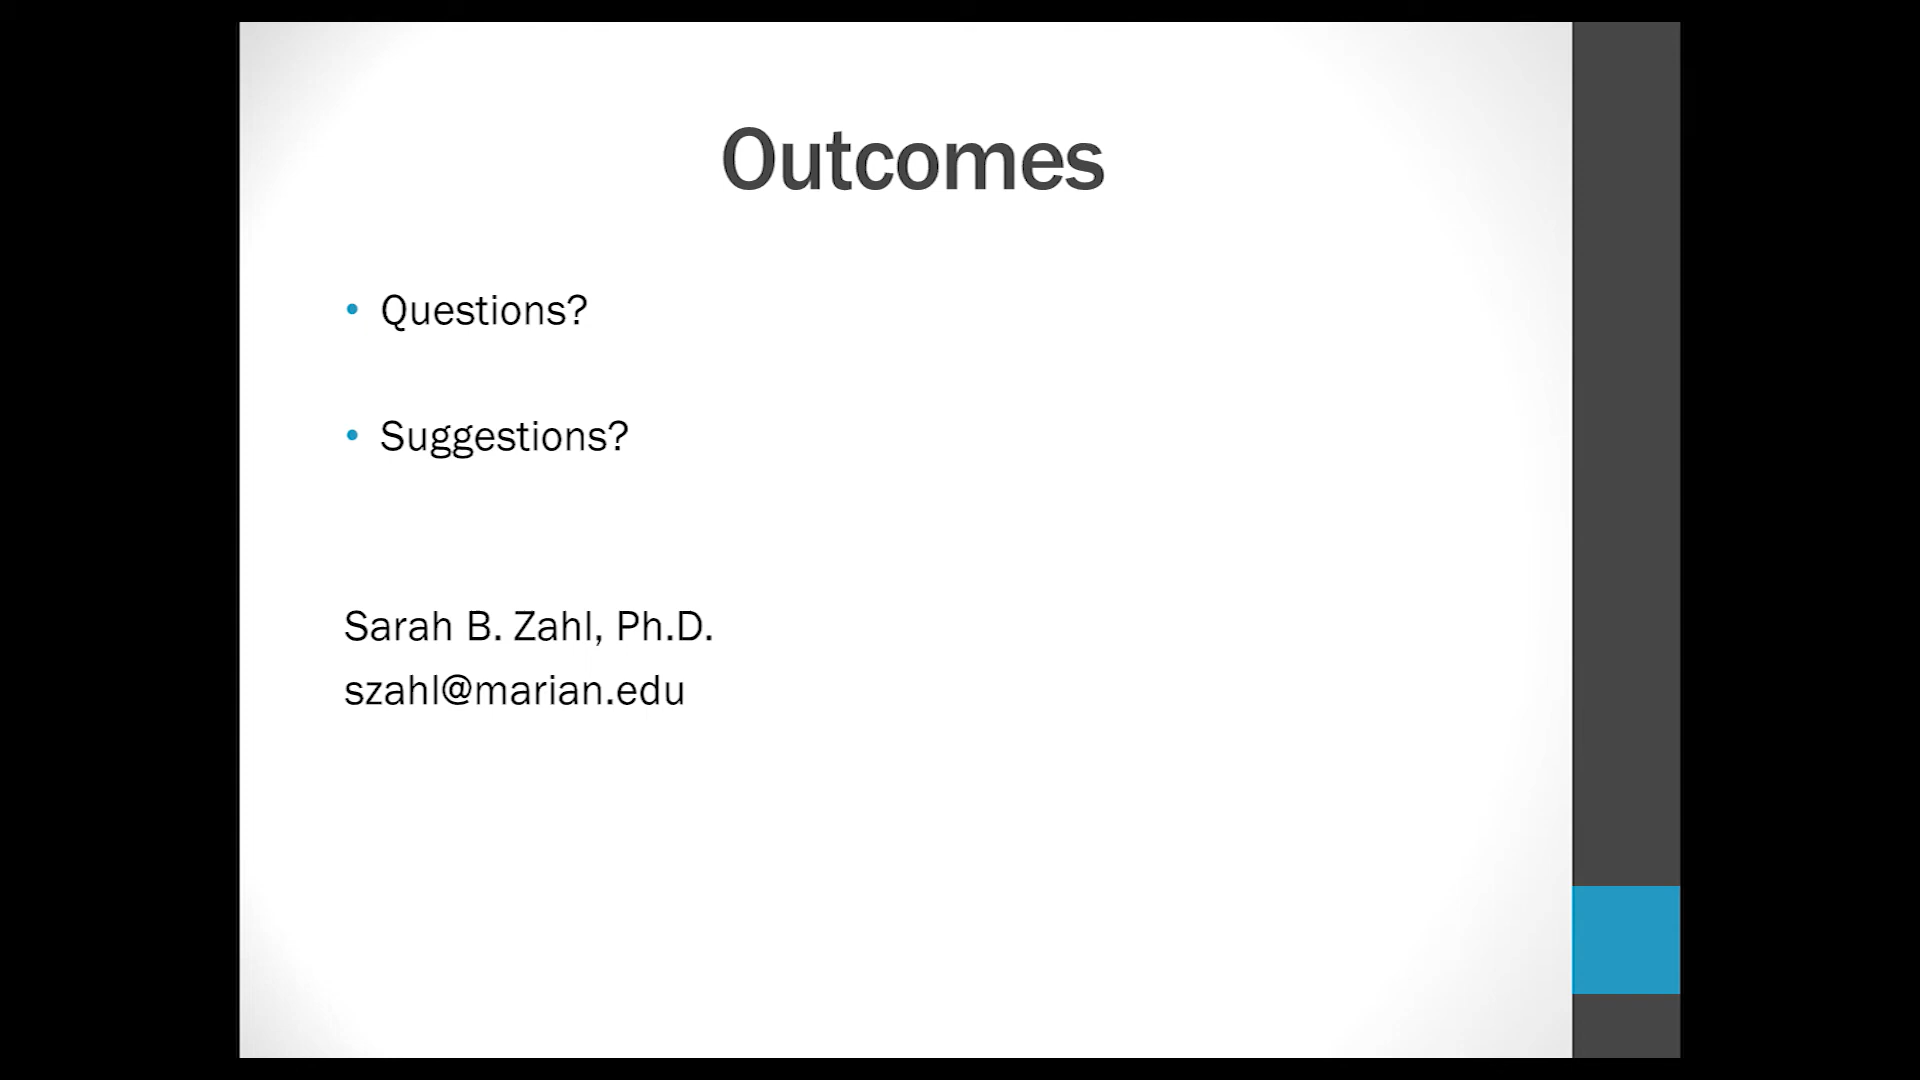 Outcomes
• Questions?
• Suggestions?
Sarah B. Zahl, Ph.D.
szahl@marian.edu